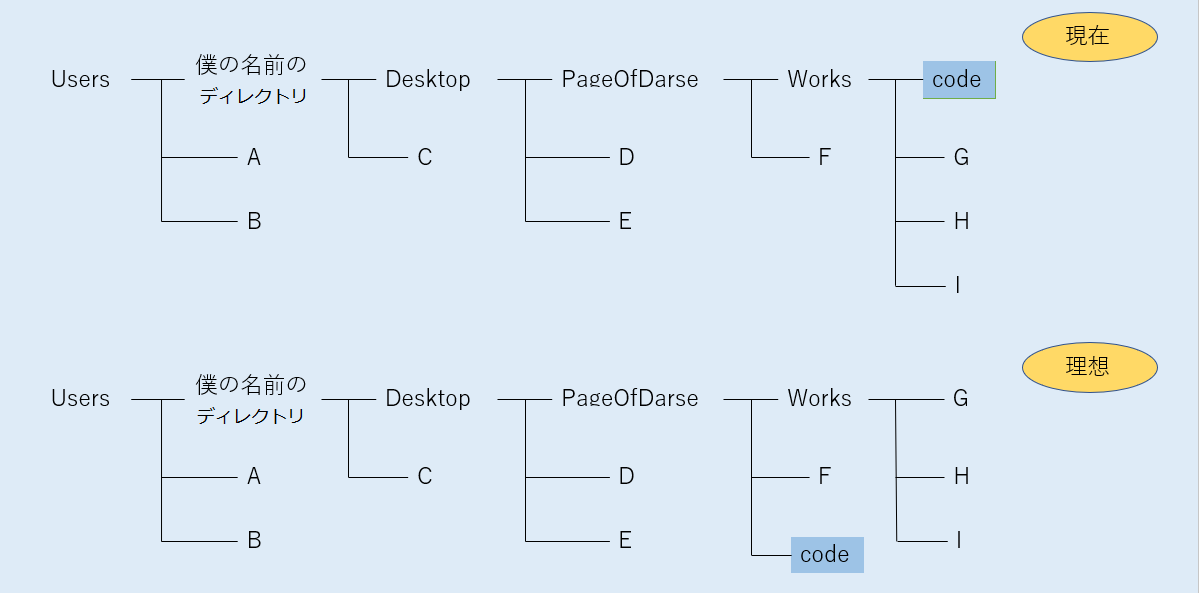 現在
Users
僕の名前の
ディレクトリ
Desktop
PageOfDarse
Works
code
A
C
D
F
G
B
E
H
I
理想
Users
僕の名前の
ディレクトリ
Desktop
PageOfDarse
Works
G
A
C
D
F
H
B
E
code
I